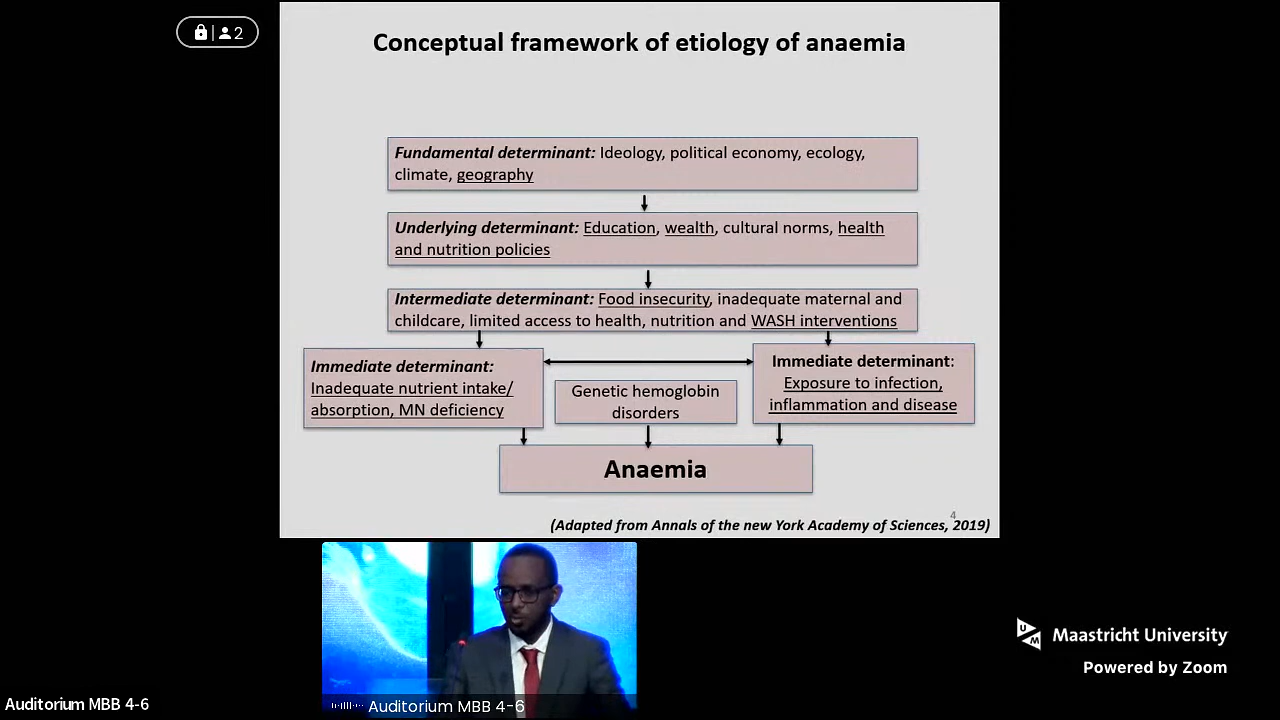 2
Conceptual framework of etiology of anaemia
Fundamental determinant: Ideology, political economy, ecology,
climate, geography
Underlying determinant: Education, wealth, cultural norms, health
and nutrition policies
Intermediate determinant: Food insecurity, inadequate maternal and
childcare, limited access to health, nutrition and WASH interventions
Immediate determinant:
Inadequate nutrient intake/
absorption, MN deficiency
Genetic hemoglobin
disorders
Immediate determinant:
Exposure to infection,
inflammation and disease
Anaemia
4
(Adapted from Annals of the new York Academy of Sciences, 2019)
UM
Maastricht University
Powered by Zoom
Auditorium MBB 4-6
Auditorium MBB 4-6